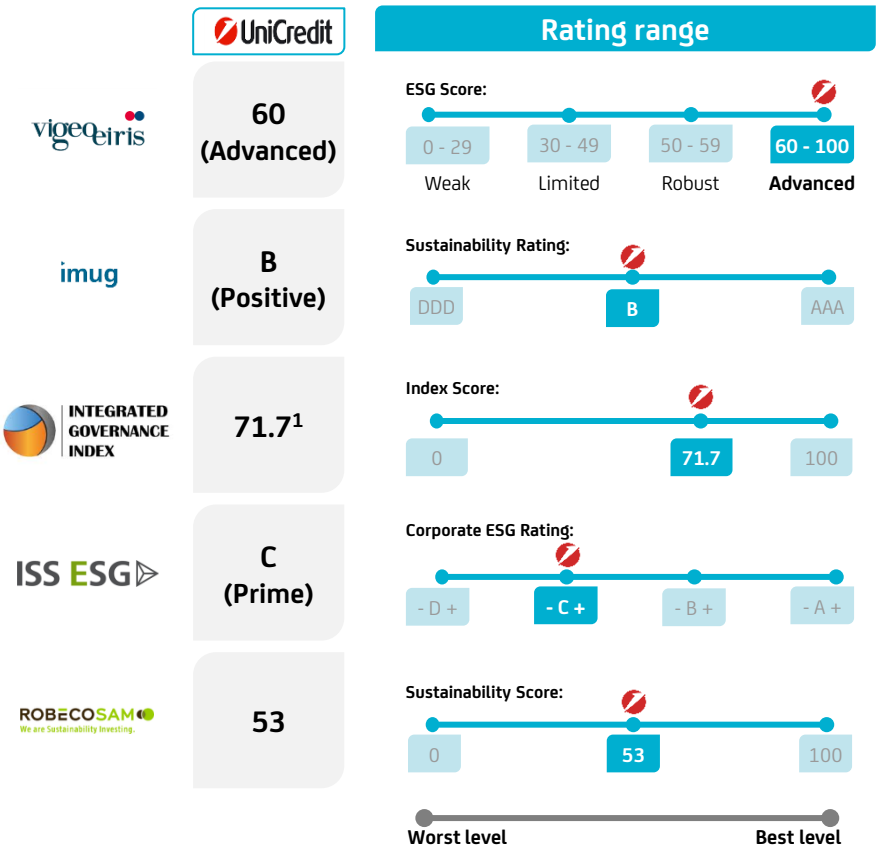 UniCredit
Rating range
vigeoeiris
60
(Advanced)
ESG Score:
0 - 29
30 - 49
50 - 59
60 - 100
Weak
Limited
Robust
Advanced
imug
B
(Positive)
Sustainability Rating:
DDD
B
AAA
INTEGRATED
GOVERNANCE
INDEX
71.7¹
Index Score:
0
71.7
100
ISS ESG
C
(Prime)
Corporate ESG Rating:
- D +
- C +
- B +
- A +
ROBECOSAM
We are Sustainability Investing.
53
Sustainability Score:
0
53
100
Worst level
Best level